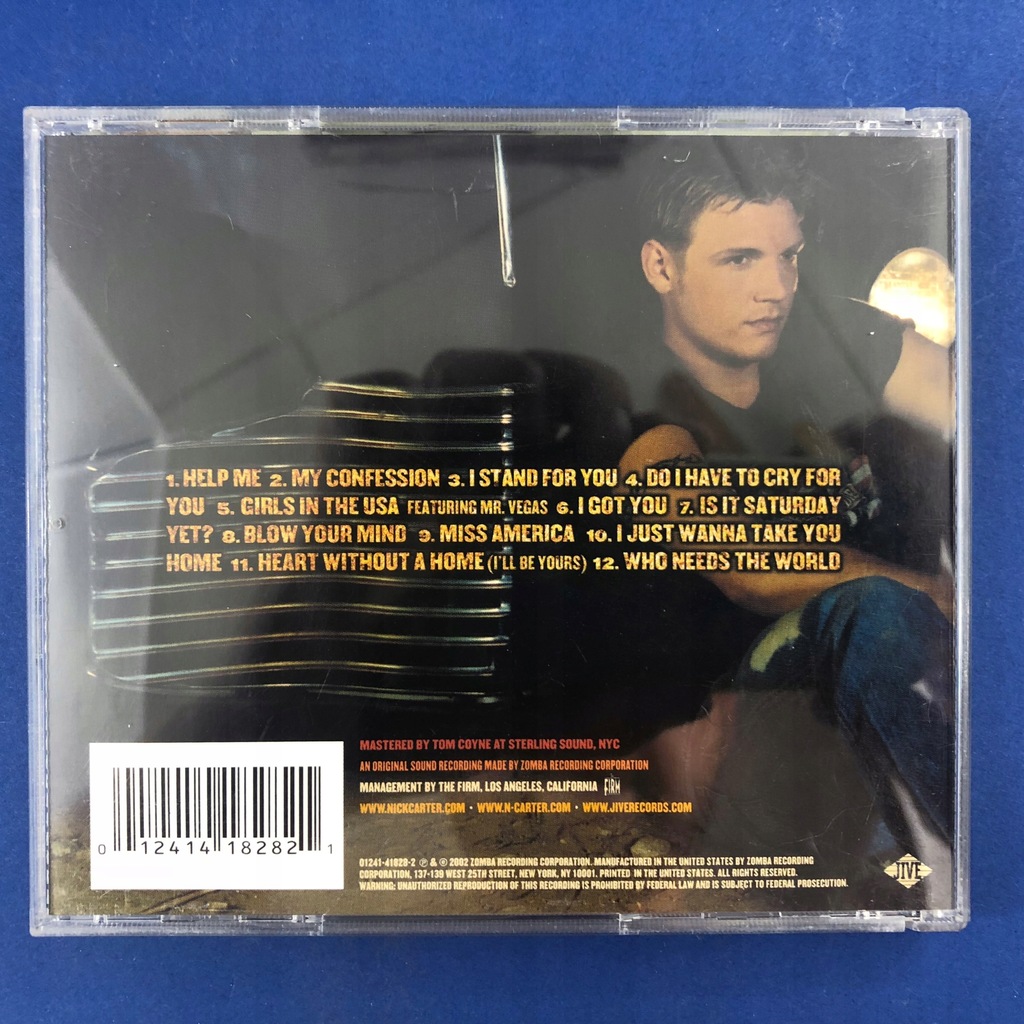 1. HELP ME 2. MY CONFESSION 3. I STAND FOR YOU 4. DO I HAVE TO CRY FOR
YOU 5. GIRLS IN THE USA FEATURING MR. VEGAS 6. I GOT YOU 7. IS IT SATURDAY
YET? 8. BLOW YOUR MIND 9. MISS AMERICA 10. I JUST WANNA TAKE YOU
HOME 11. HEART WITHOUT A HOME (I'LL BE YOURS) 12. WHO NEEDS THE WORLD
MASTERED BY TOM COYNE AT STERLING SOUND, NYC
AN ORIGINAL SOUND RECORDING MADE BY ZOMBA RECORDING CORPORATION
MANAGEMENT BY THE FIRM, LOS ANGELES, CALIFORNIA FIRM
WWW.NICKCARTER.COM • WWW.N-CARTER.COM • WWW.JIVERECORDS.COM
0 12414 18282 1
01241-41828-2 ℗ & © 2002 ZOMBA RECORDING CORPORATION. MANUFACTURED IN THE UNITED STATES BY ZOMBA RECORDING
CORPORATION, 137-139 WEST 25TH STREET, NEW YORK, NY 10001. PRINTED IN THE UNITED STATES. ALL RIGHTS RESERVED.
WARNING: UNAUTHORIZED REPRODUCTION OF THIS RECORDING IS PROHIBITED BY FEDERAL LAW AND IS SUBJECT TO FEDERAL PROSECUTION.
JIVE